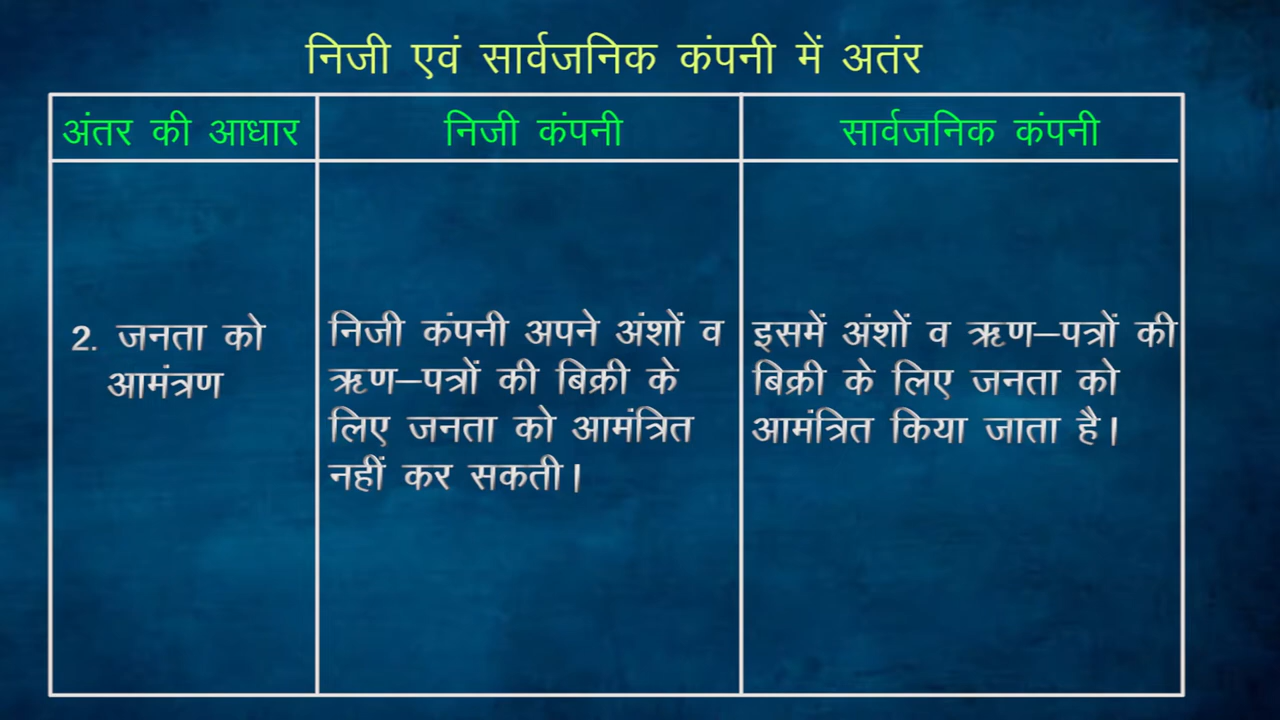 निजी एवं सार्वजनिक कंपनी में अतंर
अंतर की आधार
निजी कंपनी
सार्वजनिक कंपनी
2. जनता को
आमंत्रण
निजी कंपनी अपने अंशों व
ऋण–पत्रों की बिक्री के
लिए जनता को आमंत्रित
नहीं कर सकती।
इसमें अंशों व ऋण–पत्रों की
बिक्री के लिए जनता को
आमंत्रित किया जाता है।